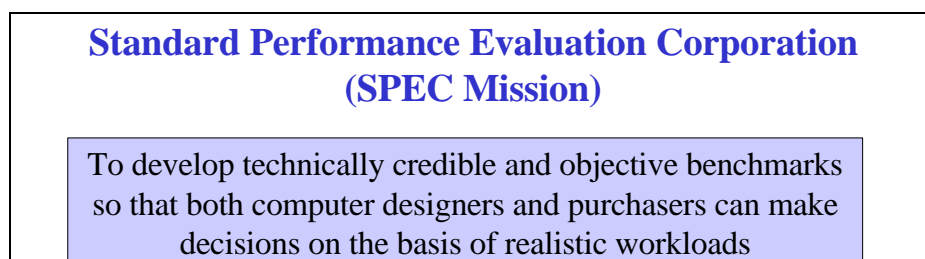 Standard Performance Evaluation Corporation
(SPEC Mission)
To develop technically credible and objective benchmarks
so that both computer designers and purchasers can make
decisions on the basis of realistic workloads